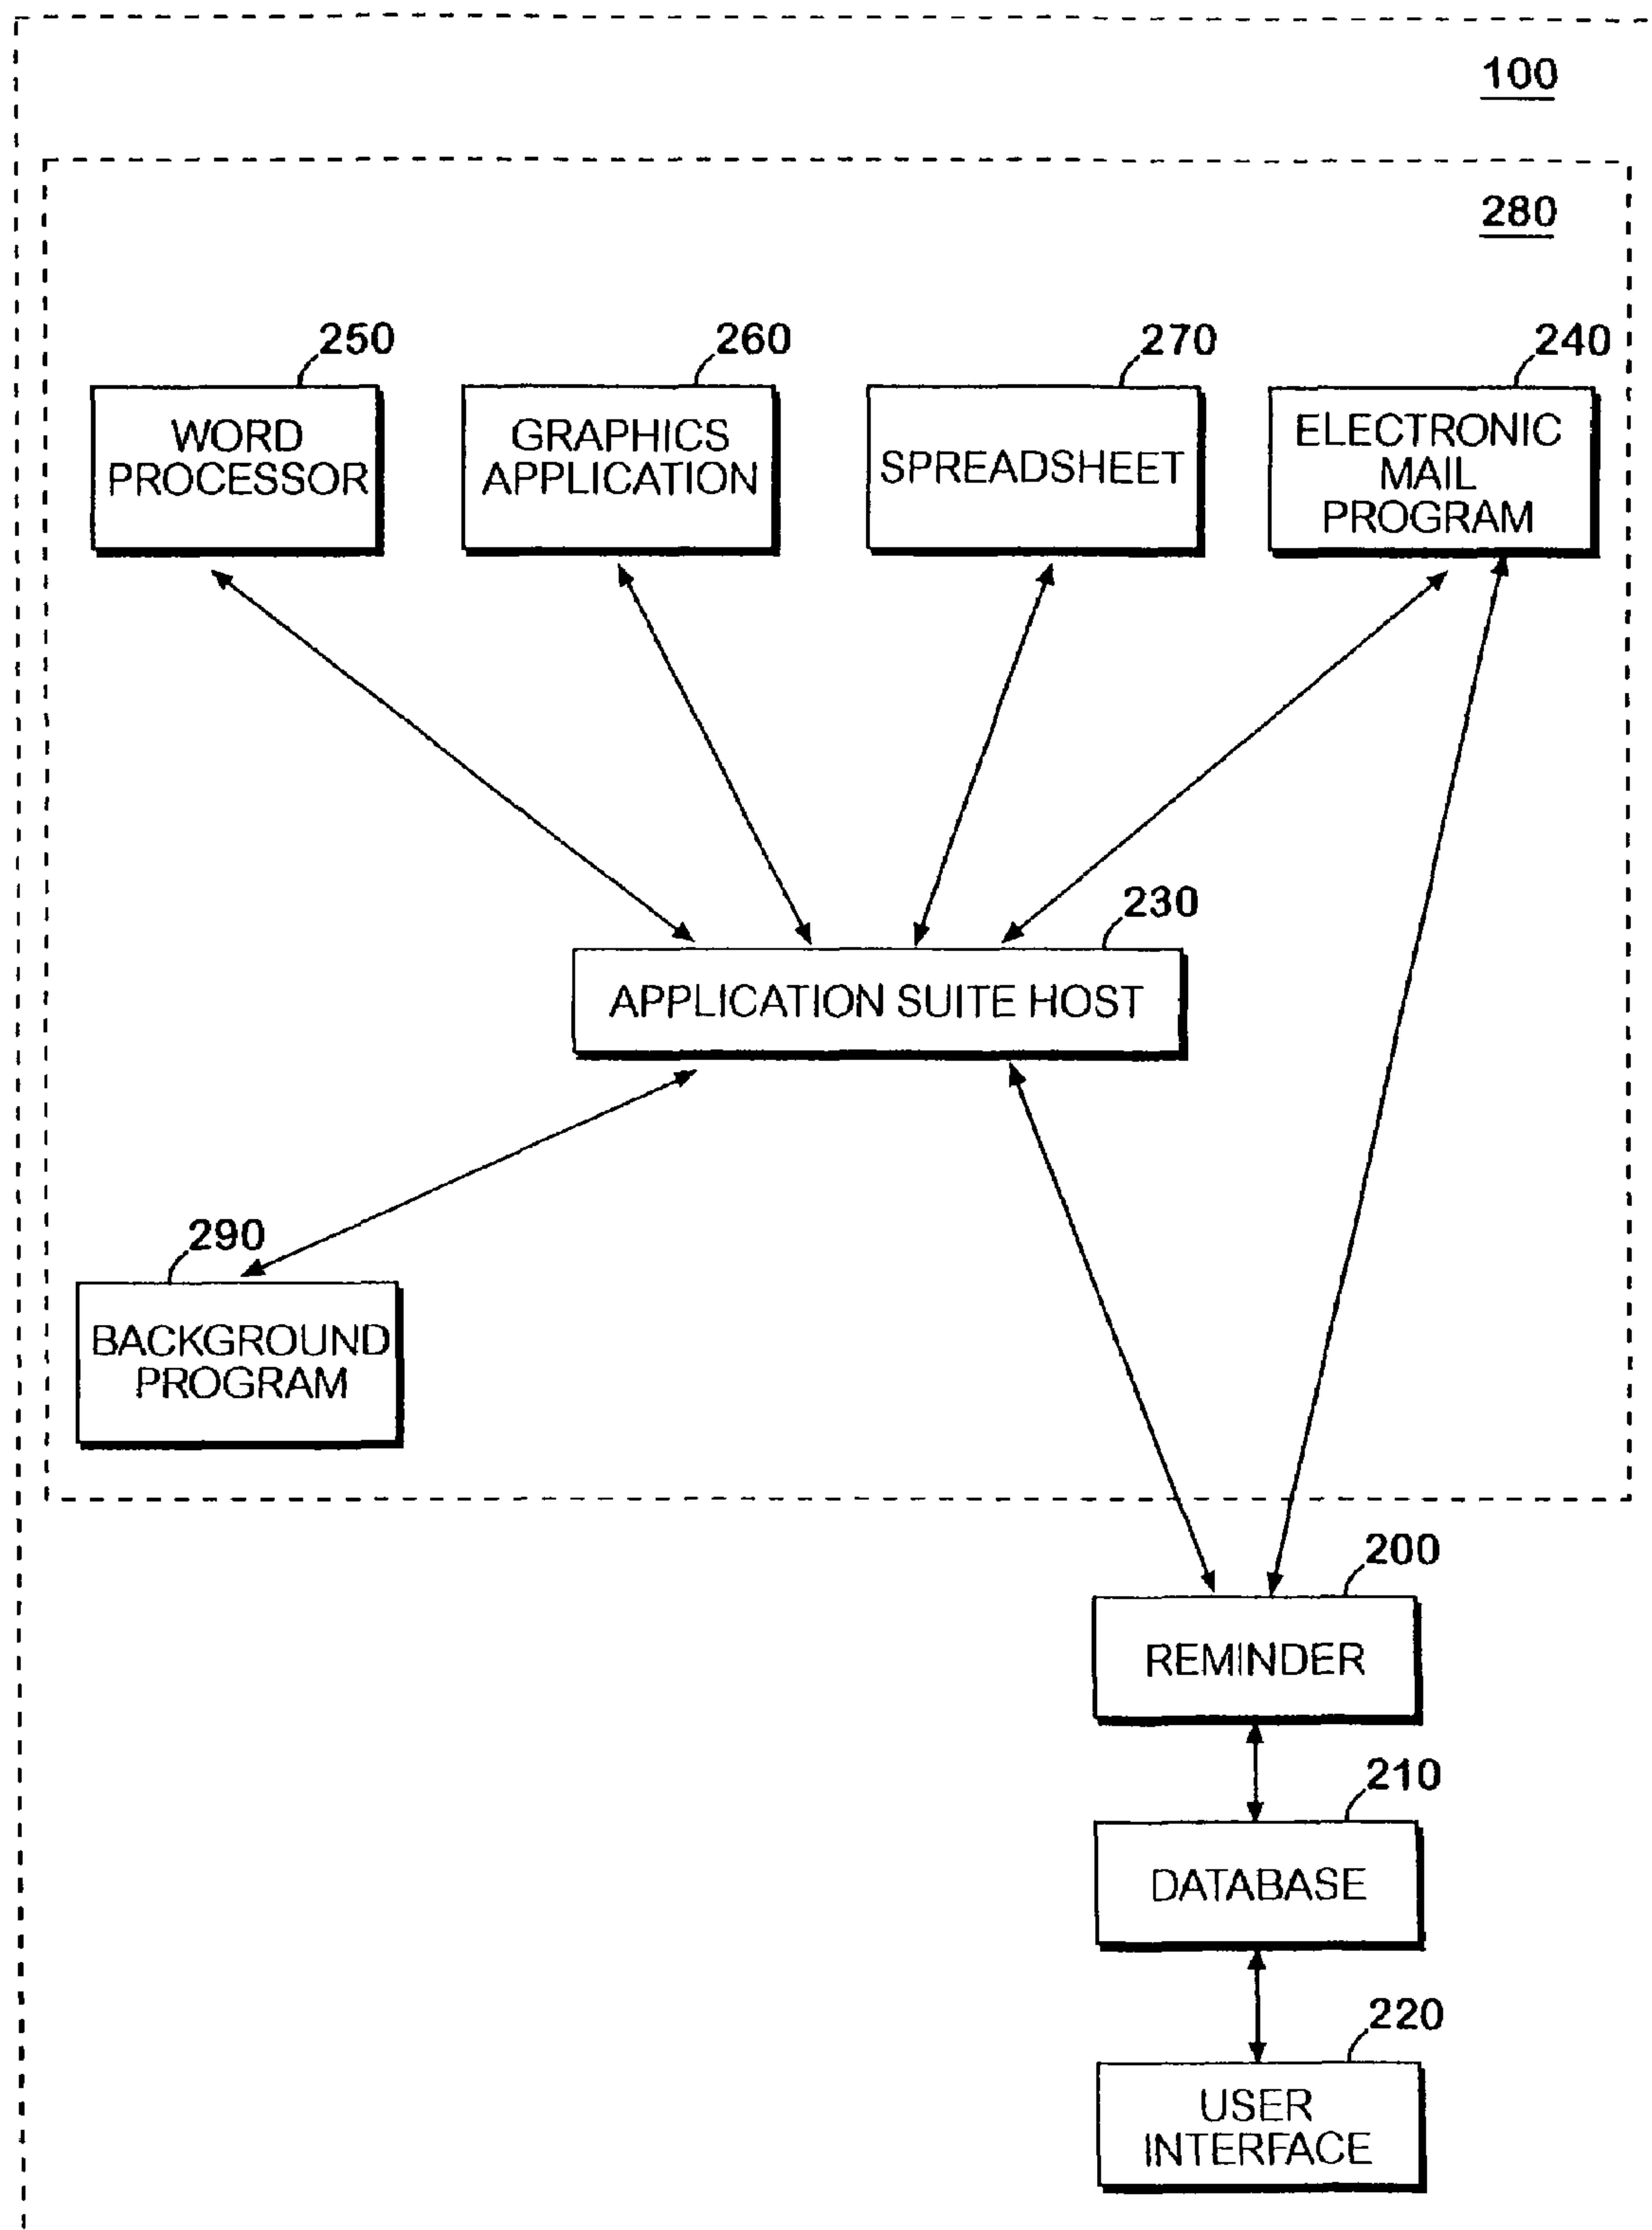 100
280
250
WORD
PROCESSOR
260
GRAPHICS
APPLICATION
270
SPREADSHEET
240
ELECTRONIC
MAIL
PROGRAM
230
APPLICATION SUITE HOST
290
BACKGROUND
PROGRAM
200
REMINDER
210
DATABASE
220
USER
INTERFACE